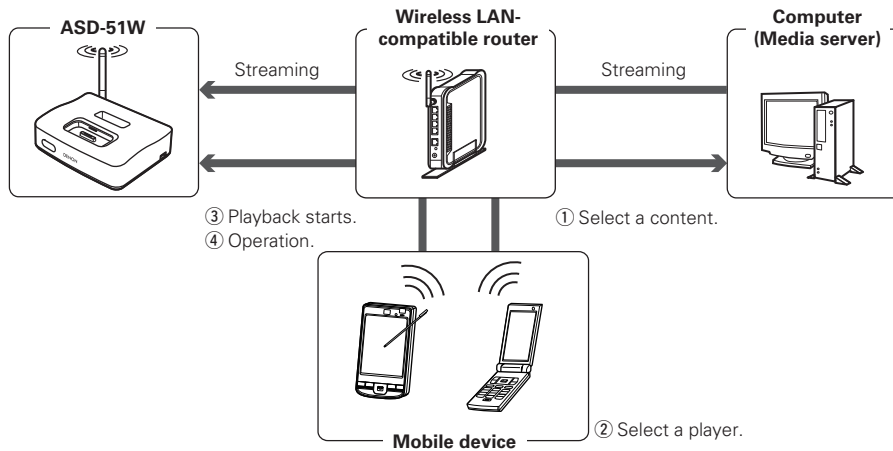 ASD-51W
Wireless LAN-
compatible router
Computer
(Media server)
Streaming
Streaming
DENON
③ Playback starts.
④ Operation.
① Select a content.
② Select a player.
Mobile device